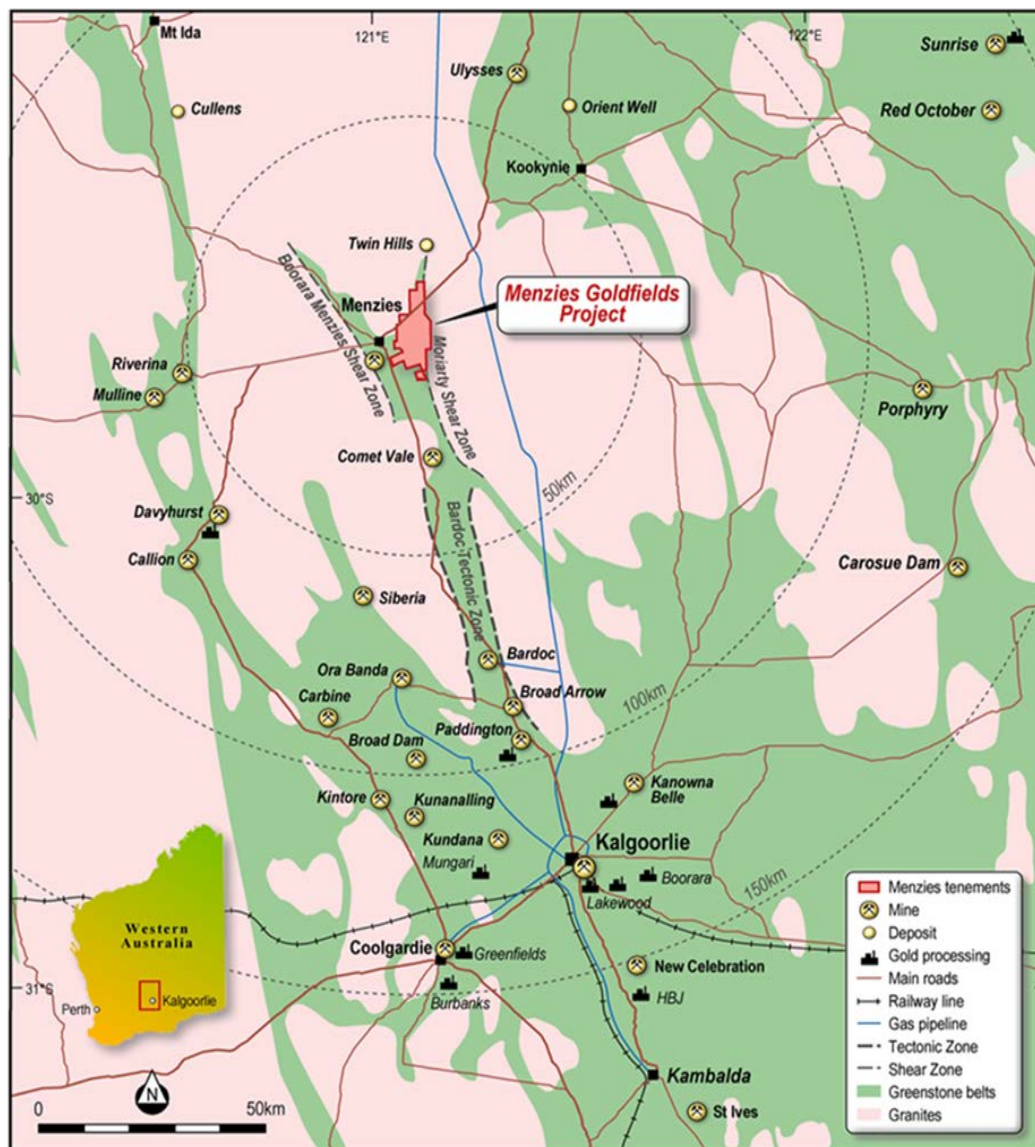 Mt Ida
121°E
122°E
Sunrise
Ulysses
Cullens
Orient Well
Red October
Kookynie
Twin Hills
Boorara Menzies Shear Zone
Menzies
Menzies Goldfields
Project
Moriarty Shear Zone
Riverina
Mulline
Porphyry
Comet Vale
50km
30°S
Davyhurst
Bardoc Tectonic Zone
Callion
Carosue Dam
Siberia
Bardoc
Ora Banda
Broad Arrow
Carbine
100km
Paddington
Broad Dam
Kanowna
Belle
Kintore
Kunanalling
Kundana
Kalgoorlie
Mungari
Boorara
150km
Lakewood
Coolgardie
Greenfields
New Celebration
31°S
Burbanks
HBJ
Kambalda
St Ives
Western
Australia
Perth
Kalgoorlie
N
0
50km
Menzies tenements
Mine
Deposit
Gold processing
Main roads
Railway line
Gas pipeline
Tectonic Zone
Shear Zone
Greenstone belts
Granites